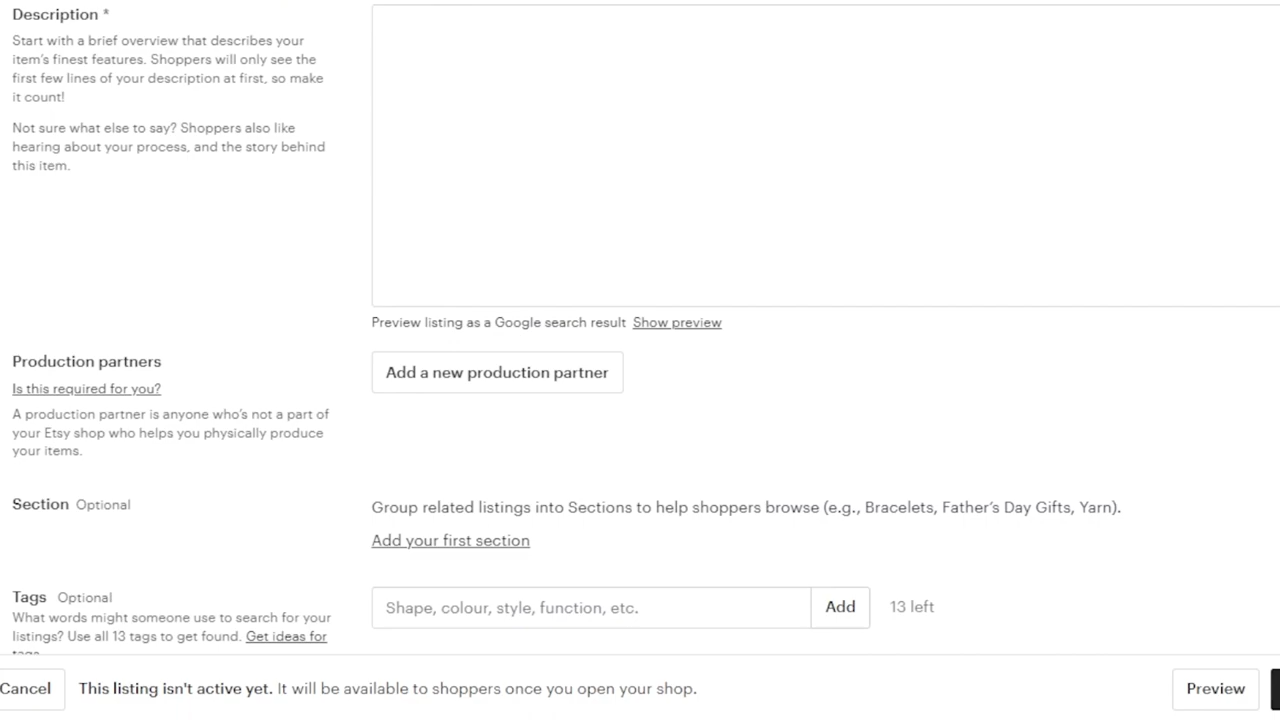 Description *
Start with a brief overview that describes your
item's finest features. Shoppers will only see the
first few lines of your description at first, so make
it count!
Not sure what else to say? Shoppers also like
hearing about your process, and the story behind
this item.
Preview listing as a Google search result Show preview
Production partners
Add a new production partner
Is this required for you?
A production partner is anyone who's not a part of
your Etsy shop who helps you physically produce
your items.
Section Optional
Group related listings into Sections to help shoppers browse (e.g., Bracelets, Father's Day Gifts, Yarn).
Add your first section
Tags Optional
What words might someone use to search for your
listings? Use all 13 tags to get found. Get ideas for
Shape, colour, style, function, etc.
Add
13 left
Cancel
This listing isn't active yet. It will be available to shoppers once you open your shop.
Preview